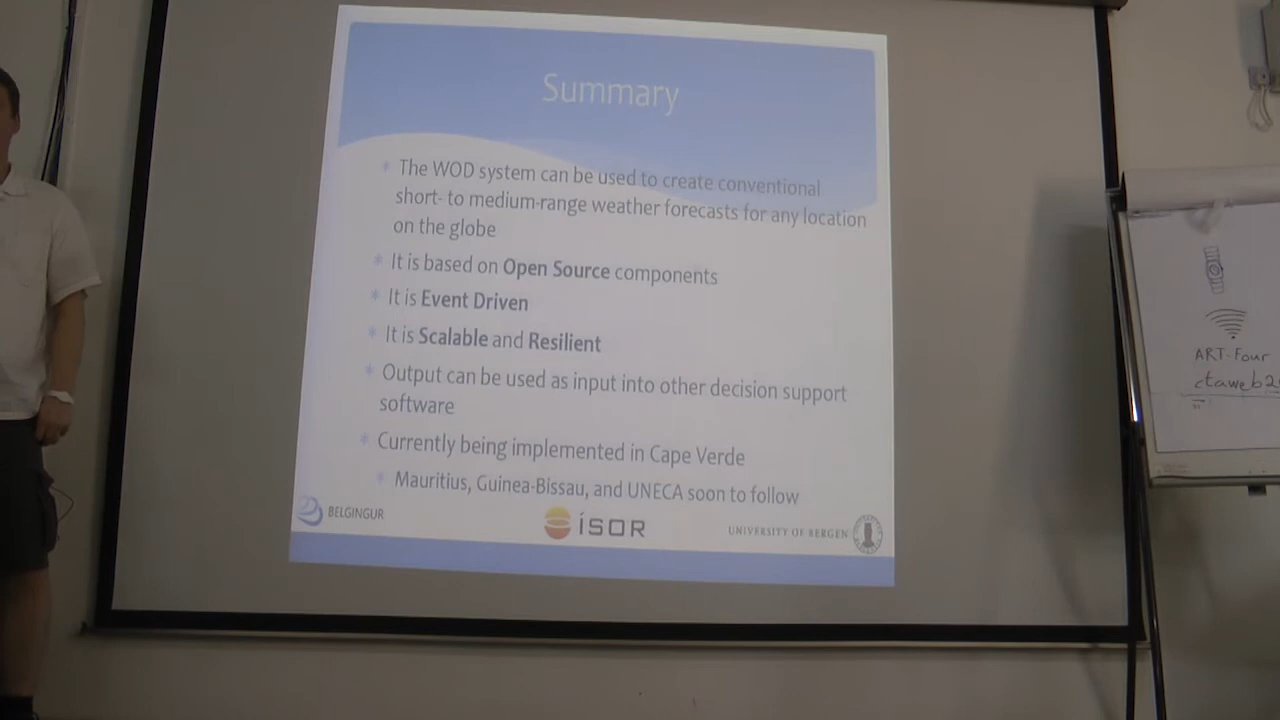 Summary
The WOD system can be used to create conventional
short- to medium-range weather forecasts for any location
on the globe
It is based on Open Source components
It is Event Driven
It is Scalable and Resilient
Output can be used as input into other decision support
software
Currently being implemented in Cape Verde
Mauritius, Guinea-Bissau, and UNECA soon to follow
BELGINGUR
ÍSOR
UNIVERSITY OF BERGEN
ART-Four